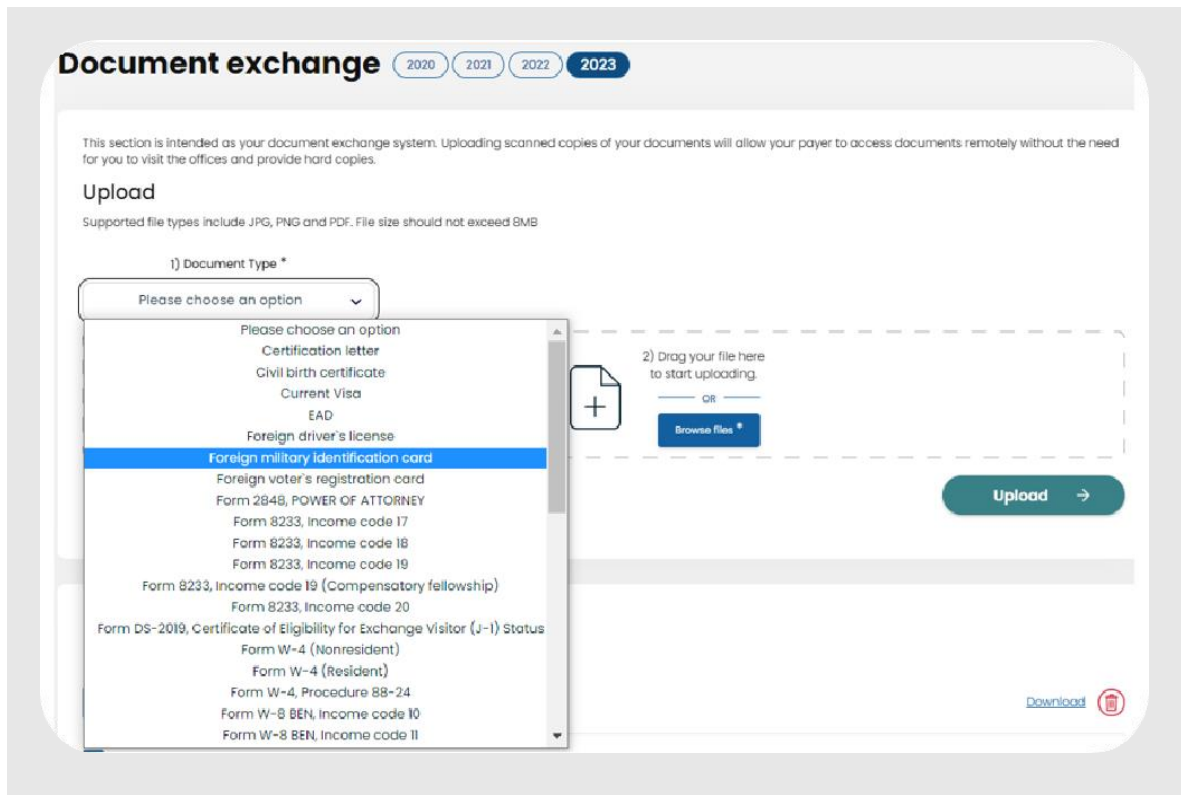 Document exchange 2020 2021 2022 2023
This section is intended as your document exchange system. Uploading scanned copies of your documents will allow your payer to access documents remotely without the need
for you to visit the offices and provide hard copies.
Upload
Supported file types include JPG, PNG and PDF. File size should not exceed 8MB
1) Document Type *
Please choose an option
Please choose an option
Certification letter
Civil birth certificate
Current Visa
EAD
Foreign driver's license
Foreign military identification card
Foreign voter's registration card
Form 2848, POWER OF ATTORNEY
Form 8233, Income code 17
Form 8233, Income code 18
Form 8233, Income code 19
Form 8233, Income code 19 (Compensatory fellowship)
Form 8233, Income code 20
Form DS-2019, Certificate of Eligibility for Exchange Visitor (J-1) Status
Form W-4 (Nonresident)
Form W-4 (Resident)
Form W-4, Procedure 88-24
Form W-8 BEN, Income code 10
Form W-8 BEN, Income code 11
2) Drag your file here
to start uploading.
OR
Browse files *
Upload
Download